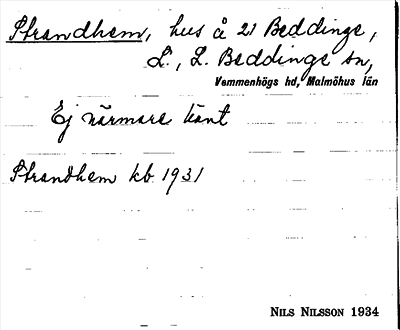 Strandhem, hus å 21 Beddinge,
L., L. Beddinge sn,
Vemmenhögs hd, Malmöhus län
Ej närmare känt
Strandhem kb 1931
NILS NILSSON 1934